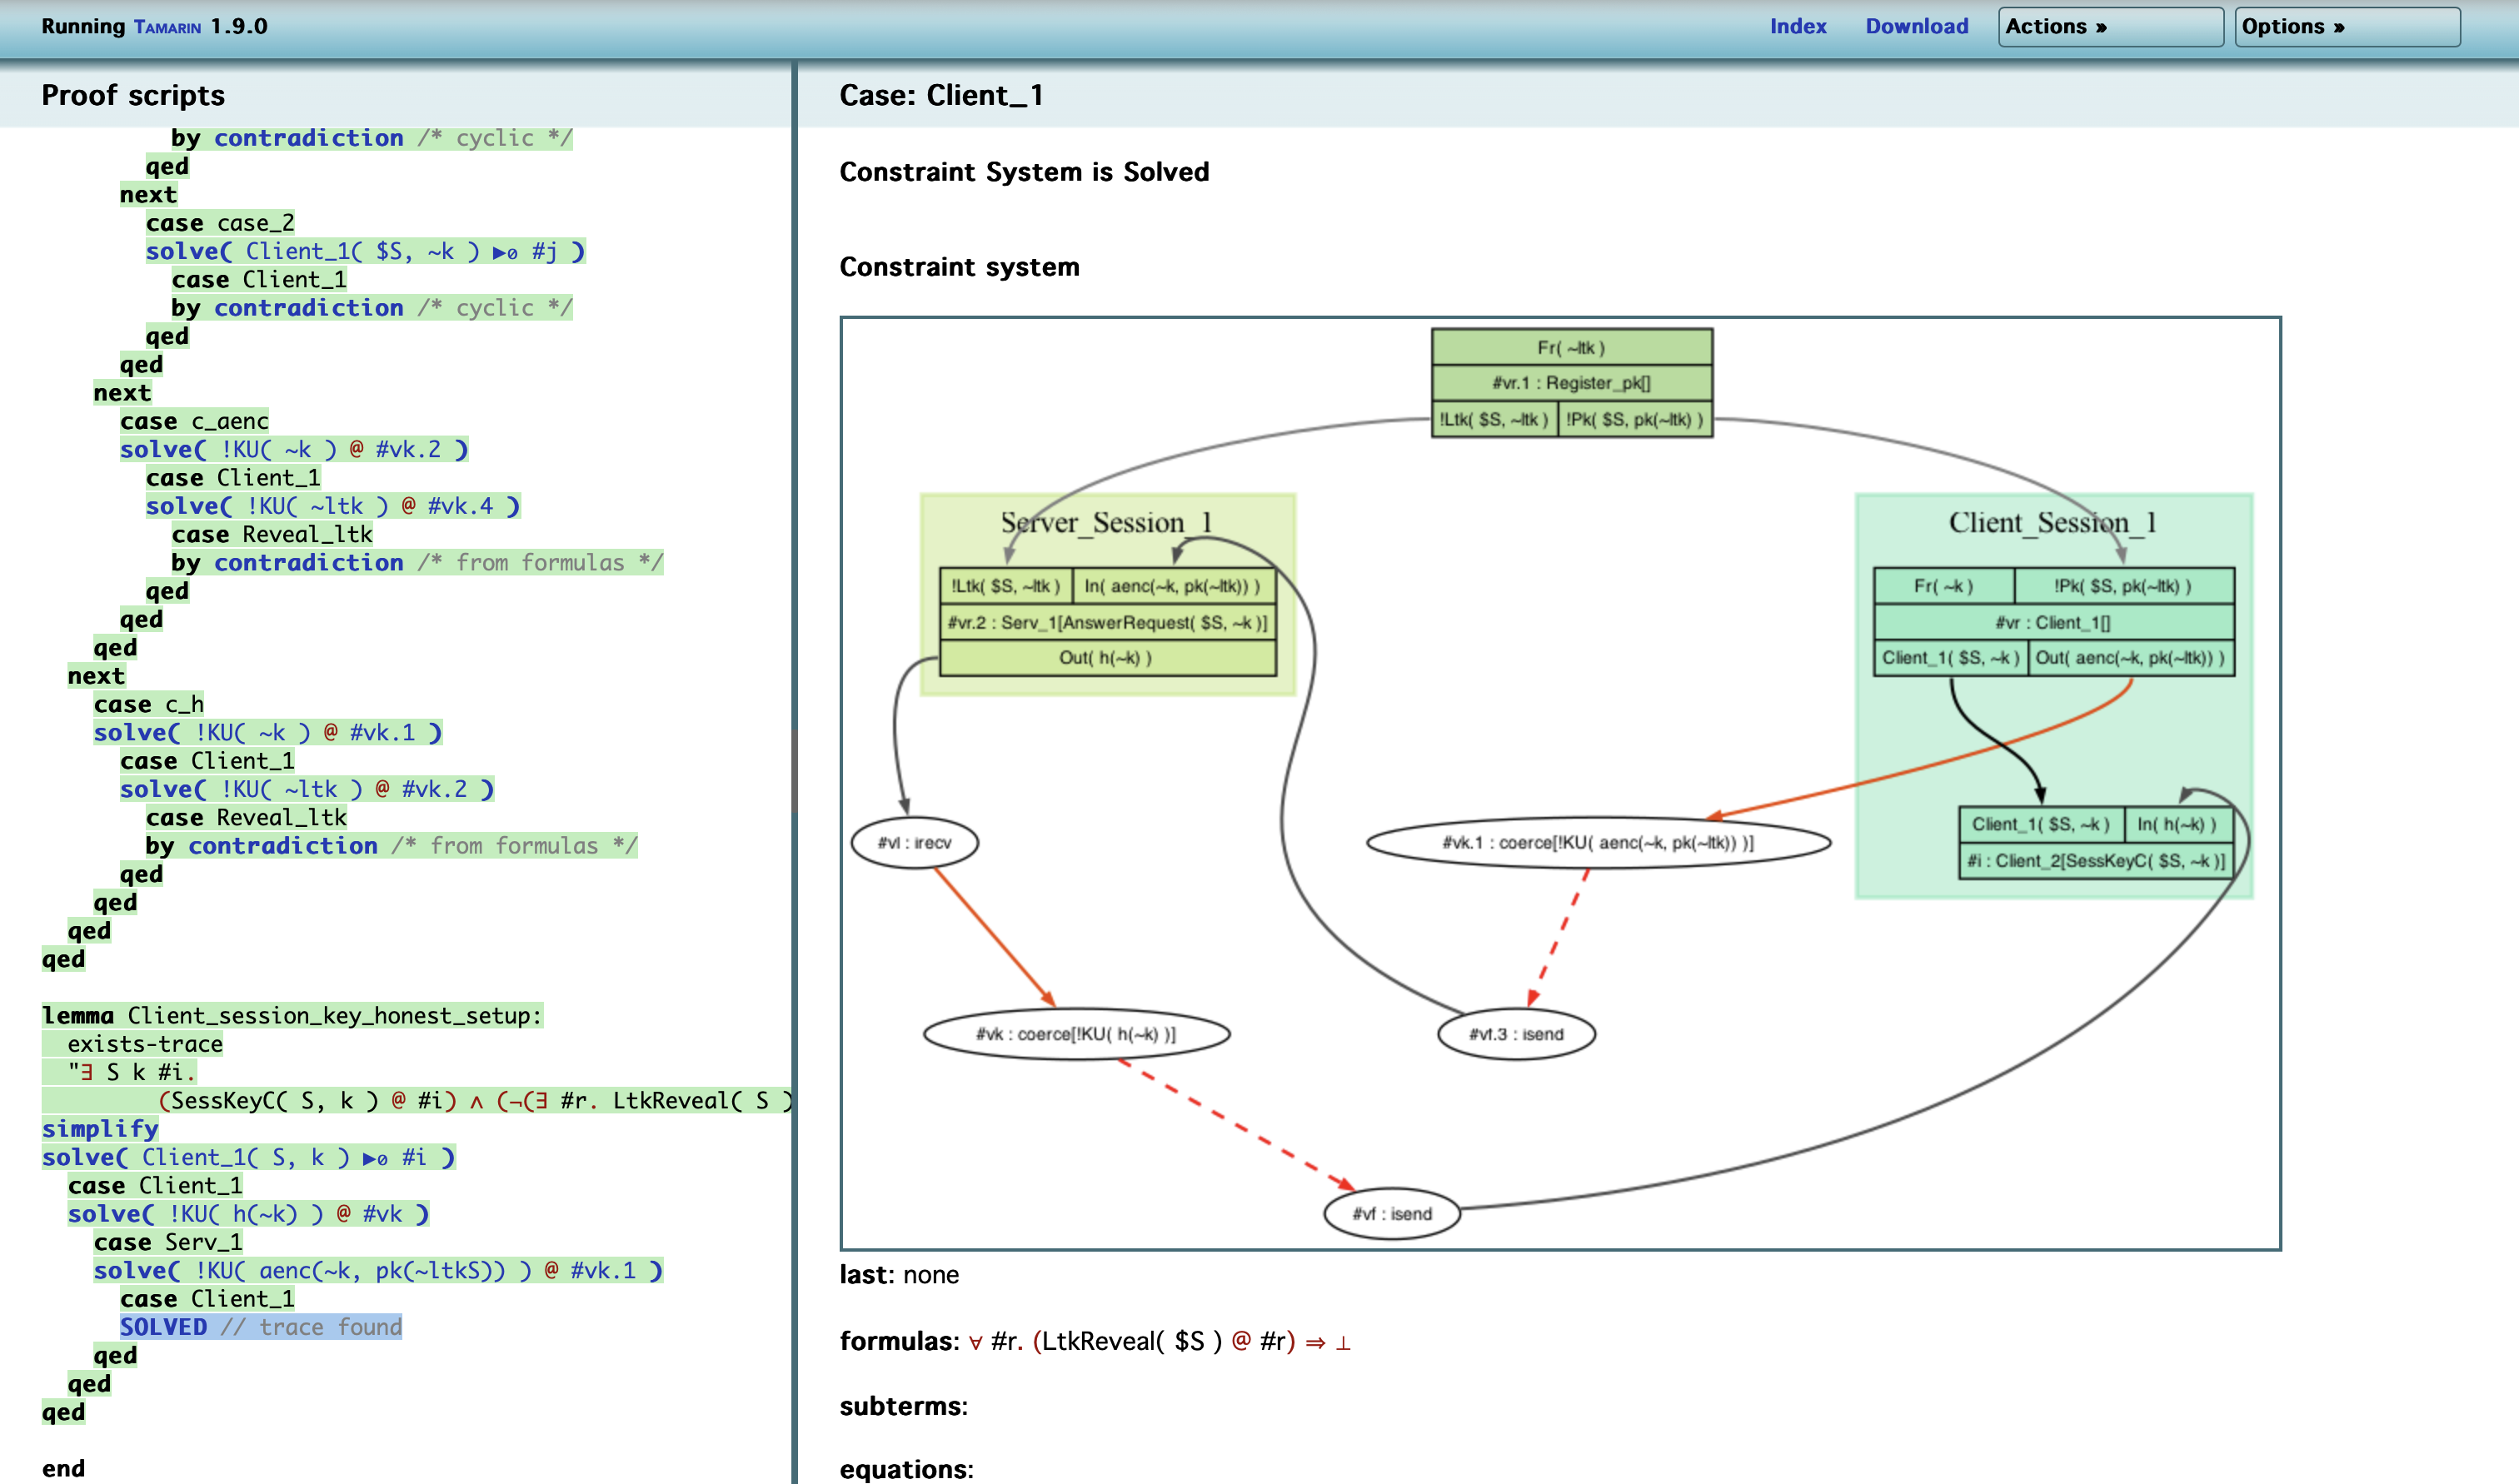 Running TAMARIN 1.9.0
Index Download Actions » Options »
Proof scripts
by contradiction /* cyclic */
qed
next
case case_2
solve( Client_1( $S, ~k ) ▶₀ #j )
case Client_1
by contradiction /* cyclic */
qed
qed
next
case c_aenc
solve( !KU( ~k ) @ #vk.2 )
case Client_1
solve( !KU( ~ltk ) @ #vk.4 )
case Reveal_ltk
by contradiction /* from formulas */
qed
qed
qed
next
case c_h
solve( !KU( ~k ) @ #vk.1 )
case Client_1
solve( !KU( ~ltk ) @ #vk.2 )
case Reveal_ltk
by contradiction /* from formulas */
qed
qed
qed
qed
lemma Client_session_key_honest_setup:
exists-trace
"∃ S k #i.
(SessKeyC( S, k ) @ #i) ∧ (¬(∃ #r. LtkReveal( S )
simplify
solve( Client_1( S, k ) ▶₀ #i )
case Client_1
solve( !KU( h(~k) ) @ #vk )
case Serv_1
solve( !KU( aenc(~k, pk(~ltkS)) ) @ #vk.1 )
case Client_1
SOLVED // trace found
qed
qed
qed
end
Case: Client_1
Constraint System is Solved
Constraint system
Fr( ~ltk )
#vr.1 : Register_pk[]
!Ltk( $S, ~ltk ) !Pk( $S, pk(~ltk) )
Server_Session_1
!Ltk( $S, ~ltk ) In( aenc(~k, pk(~ltk)) )
#vr.2 : Serv_1[AnswerRequest( $S, ~k )]
Out( h(~k) )
Client_Session_1
Fr( ~k ) !Pk( $S, pk(~ltk) )
#vr : Client_1[]
Client_1( $S, ~k ) Out( aenc(~k, pk(~ltk)) )
#vl : irecv
#vk.1 : coerce[!KU( aenc(~k, pk(~ltk)) )]
Client_1( $S, ~k ) In( h(~k) )
#i : Client_2[SessKeyC( $S, ~k )]
#vk : coerce[!KU( h(~k) )]
#vf.3 : isend
#vf : isend
last: none
formulas: ∀ #r. (LtkReveal( $S ) @ #r) ⇒ ⊥
subterms:
equations: